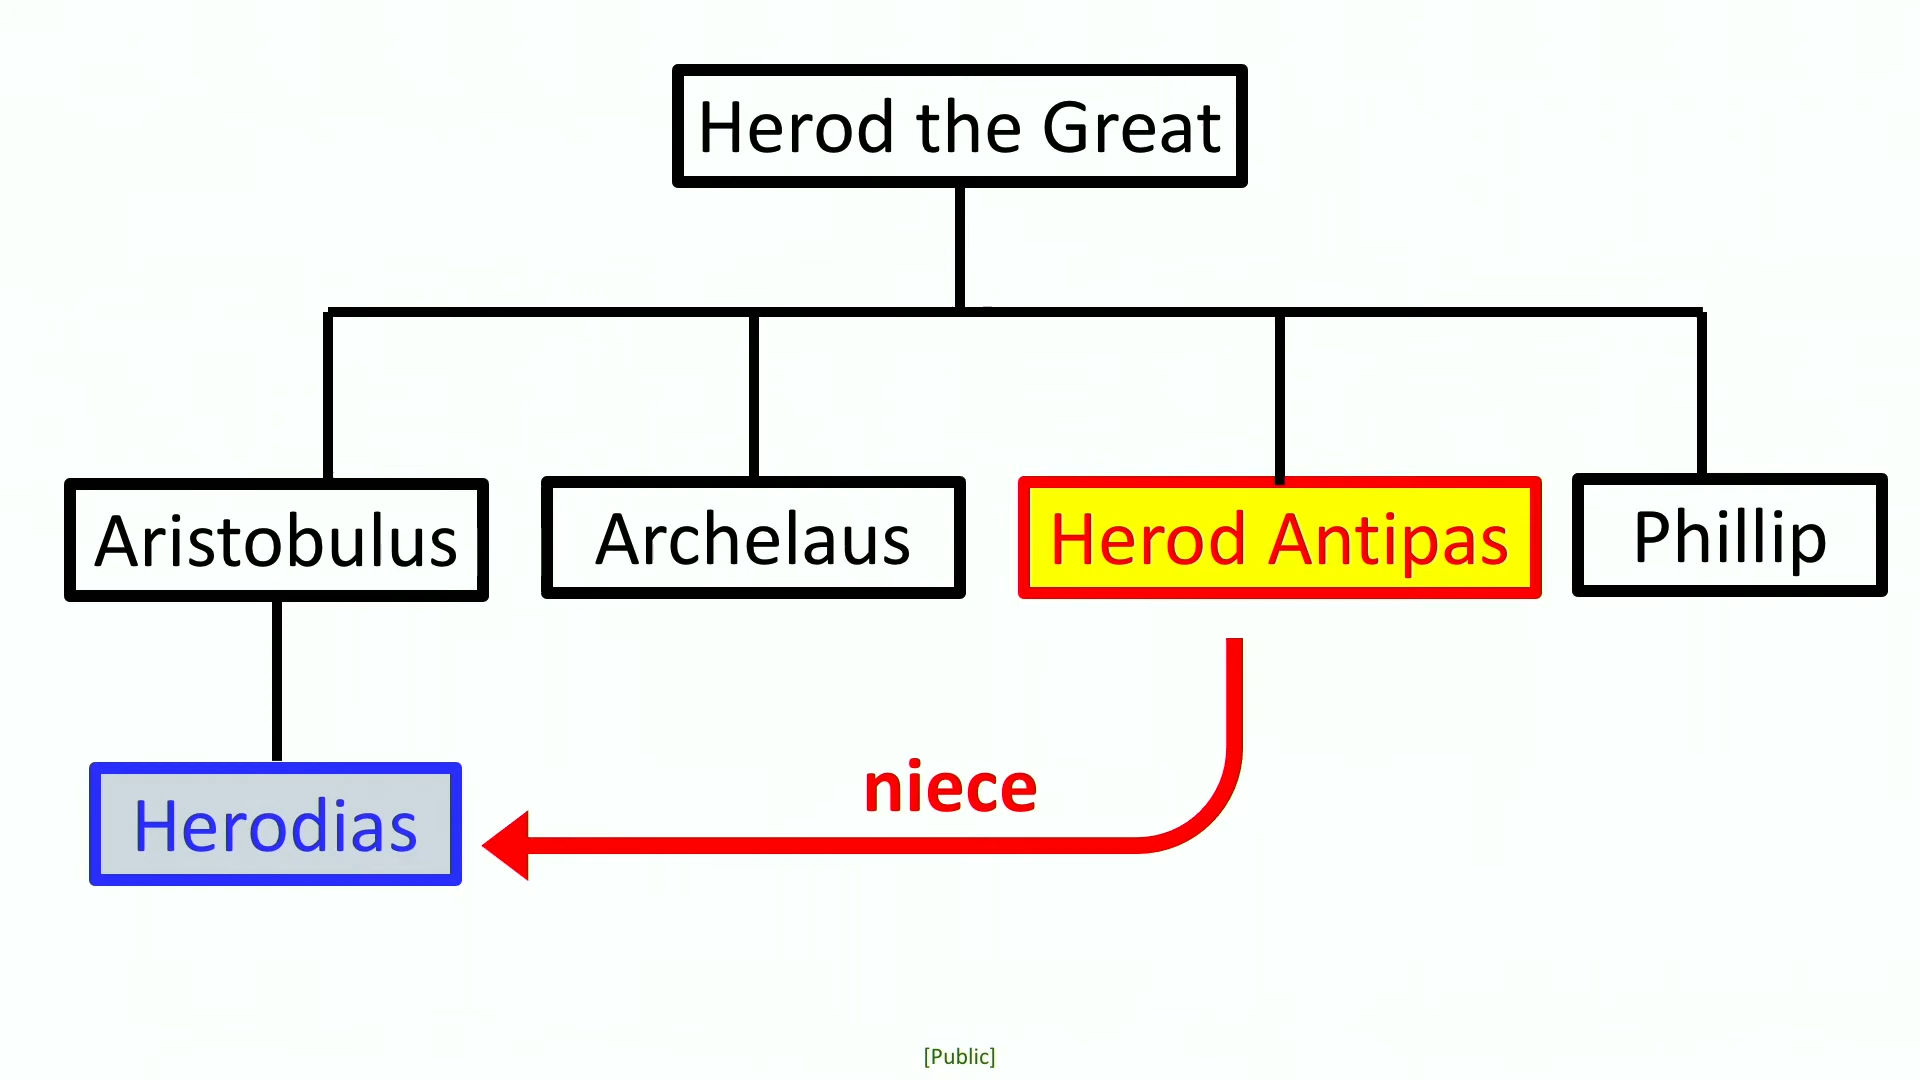 Herod the Great
Aristobulus
Archelaus
Herod Antipas
Phillip
niece
Herodias
[Public]